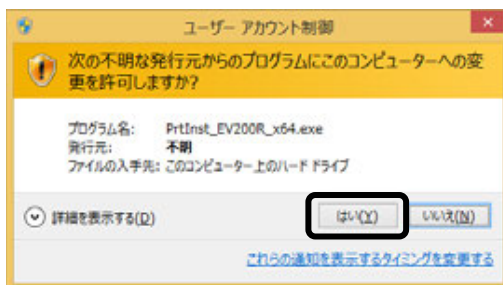 ユーザー アカウント制御
次の不明な発行元からのプログラムにこのコンピューターへの変
更を許可しますか?
プログラム名: PrtInst_EV200R_x64.exe
発行元: 不明
ファイルの入手先: このコンピューター上のハード ドライブ
詳細を表示する(D) はい(Y) いいえ(N)
これらの通知を表示するタイミングを変更する